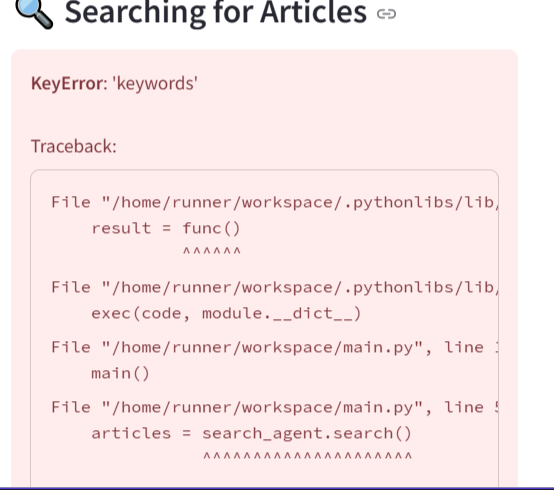 🔍 Searching for Articles
KeyError: 'keywords'
Traceback:
File "/home/runner/workspace/.pythonlibs/lib/
result = func()
^^^^^^
File "/home/runner/workspace/.pythonlibs/lib/
exec(code, module.__dict__)
File "/home/runner/workspace/main.py", line
main()
File "/home/runner/workspace/main.py", line
articles = search_agent.search()
^^^^^^^^^^^^^^^^^^^^^